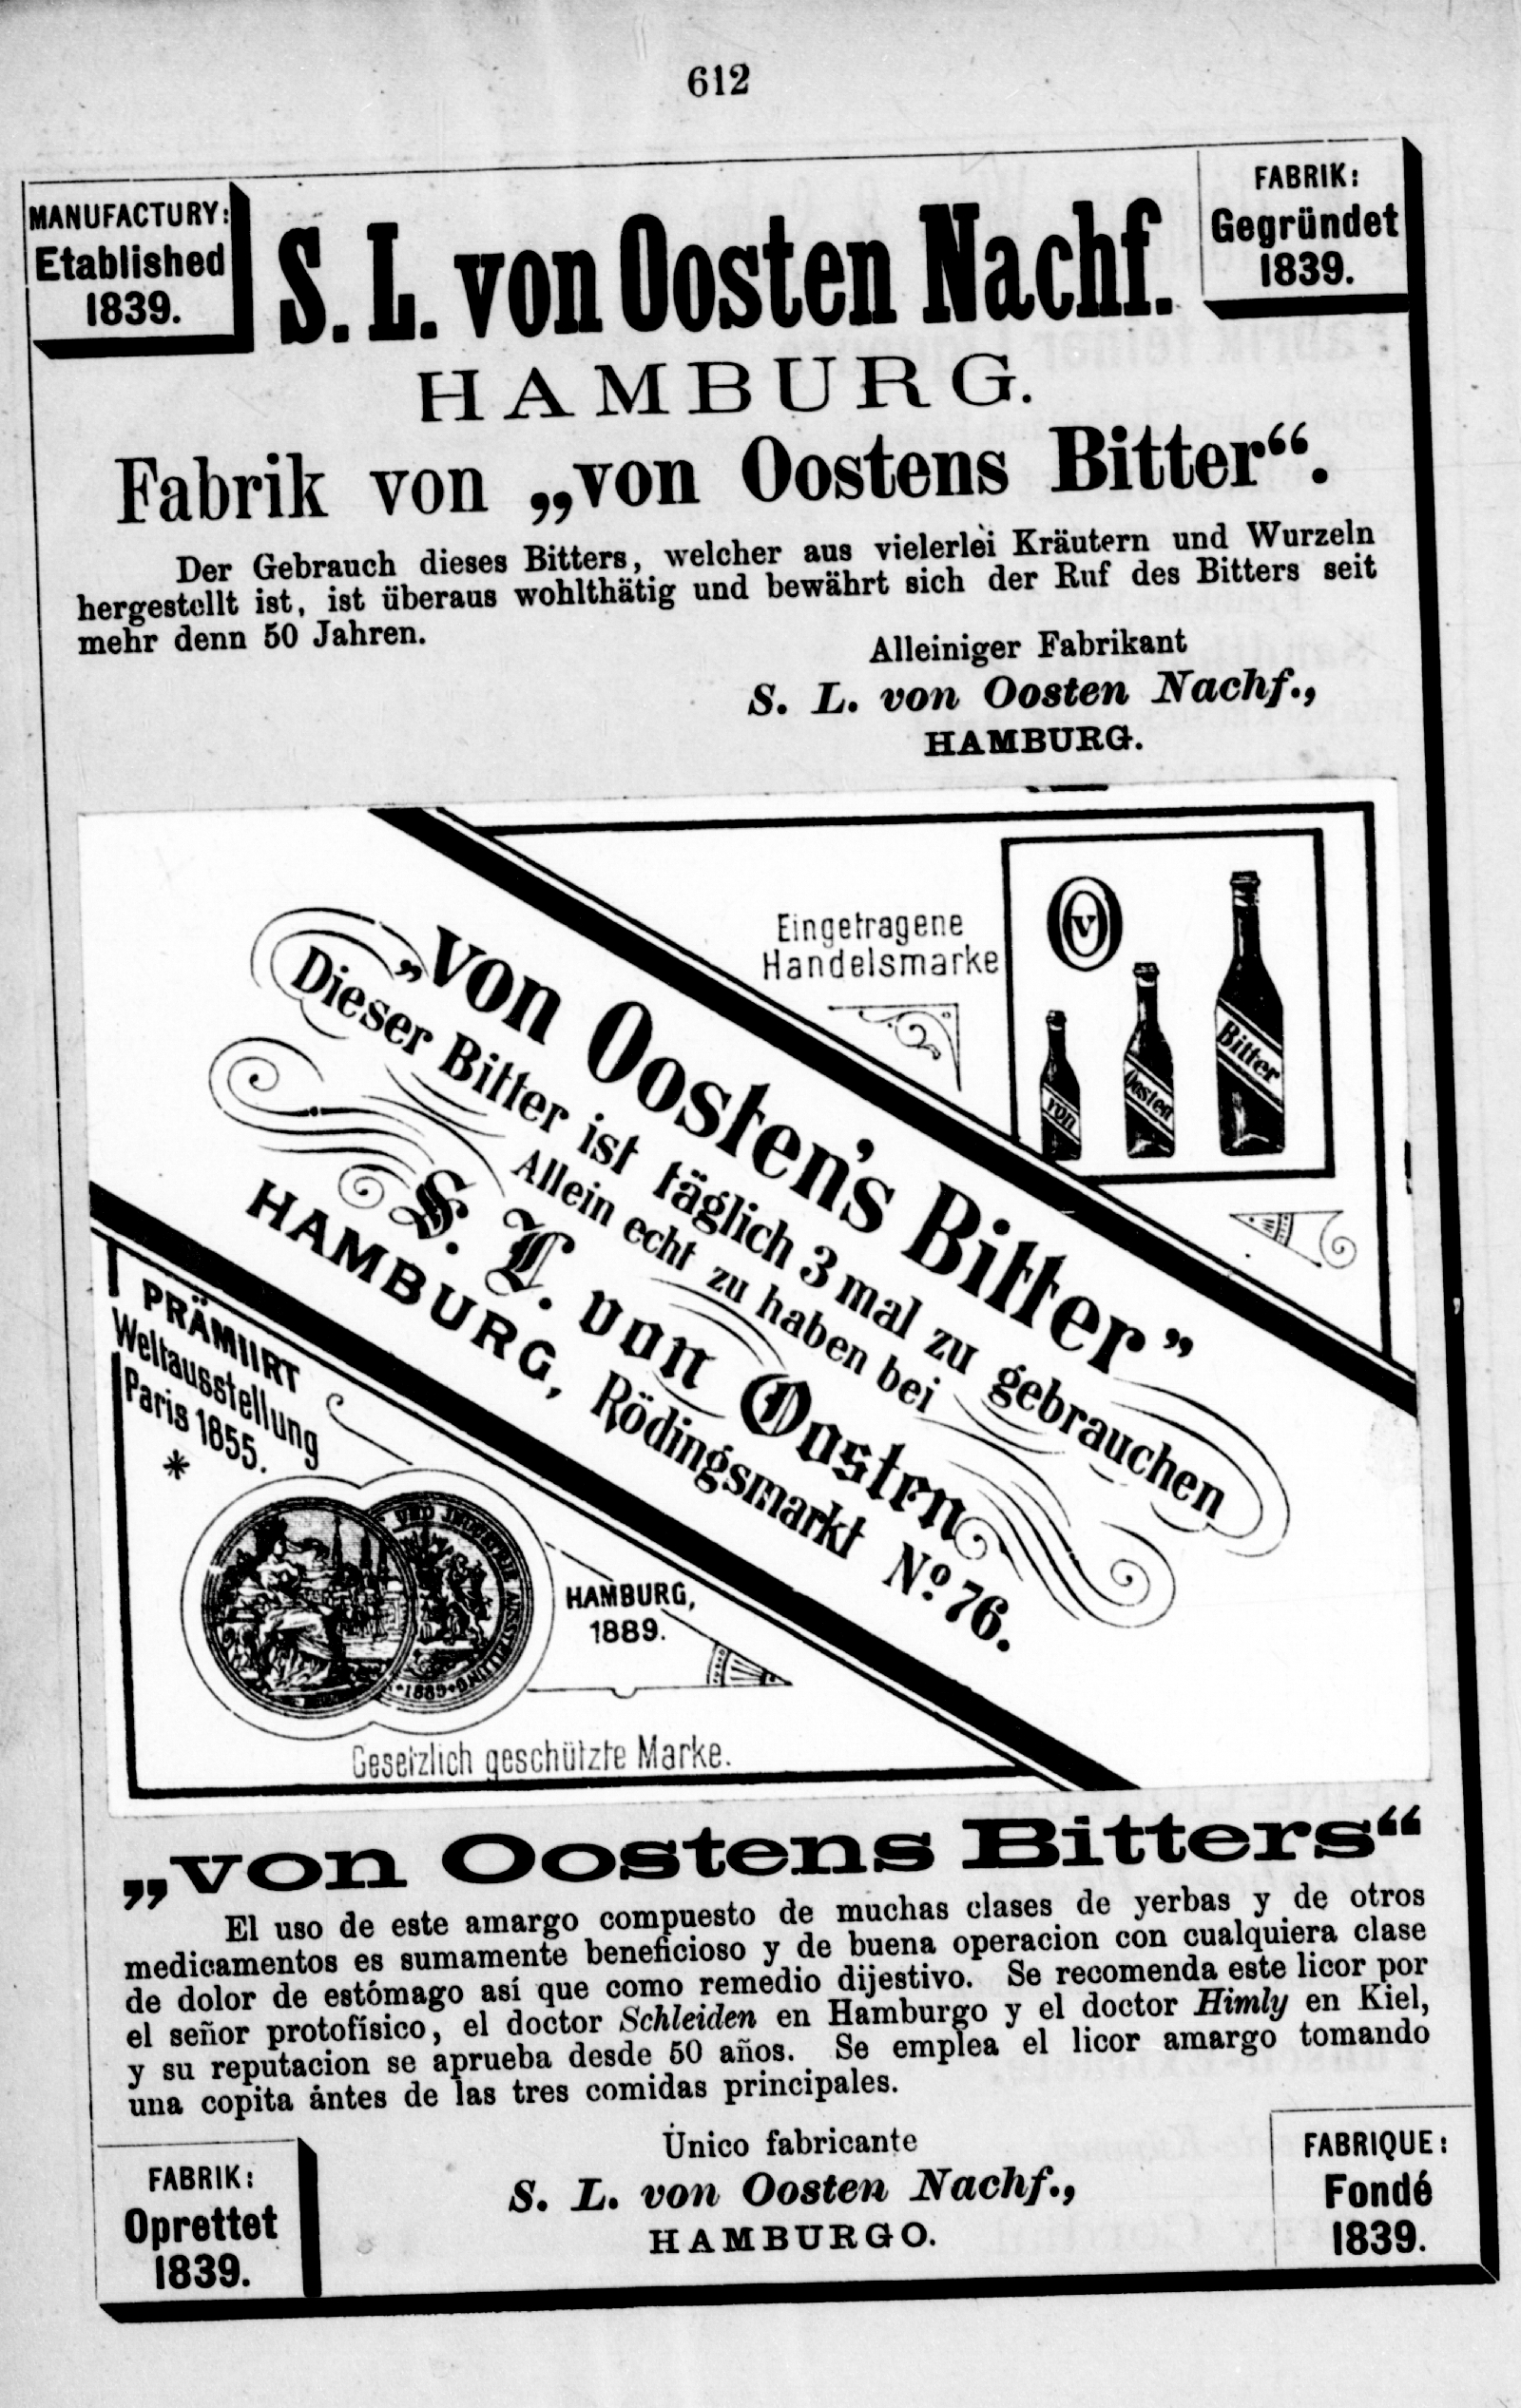 612
MANUFACTURY:
Etablished
1839.
S. L. von Oosten Nachf.
FABRIK:
Gegründet
1839.
HAMBURG.
Fabrik von „von Oostens Bitter“.
Der Gebrauch dieses Bitters, welcher aus vielerlei Kräutern und Wurzeln
hergestellt ist, ist überaus wohlthätig und bewährt sich der Ruf des Bitters seit
mehr denn 50 Jahren.
Alleiniger Fabrikant
S. L. von Oosten Nachf.,
HAMBURG.
Eingetragene
Handelsmarke
OV
von
Oosten
Bitter
„von Oosten's Bitter”
Dieser Bitter ist täglich 3 mal zu gebrauchen
Allein echt zu haben bei
S. L. von Oosten
HAMBURG, Rödingsmarkt No. 76.
PRÄMIIRT
Weltausstellung
Paris 1855.
*
UND INDUSTRIE AUSSTELLUNG
1889
HAMBURG,
1889.
Gesetzlich geschützte Marke.
„von Oostens Bitters“
El uso de este amargo compuesto de muchas clases de yerbas y de otros
medicamentos es sumamente beneficioso y de buena operacion con cualquiera clase
de dolor de estómago así que como remedio dijestivo. Se recomenda este licor por
el señor protofísico, el doctor Schleiden en Hamburgo y el doctor Himly en Kiel,
y su reputacion se aprueba desde 50 años. Se emplea el licor amargo tomando
una copita ántes de las tres comidas principales.
Único fabricante
S. L. von Oosten Nachf.,
HAMBURGO.
FABRIK:
Oprettet
1839.
FABRIQUE:
Fondé
1839.